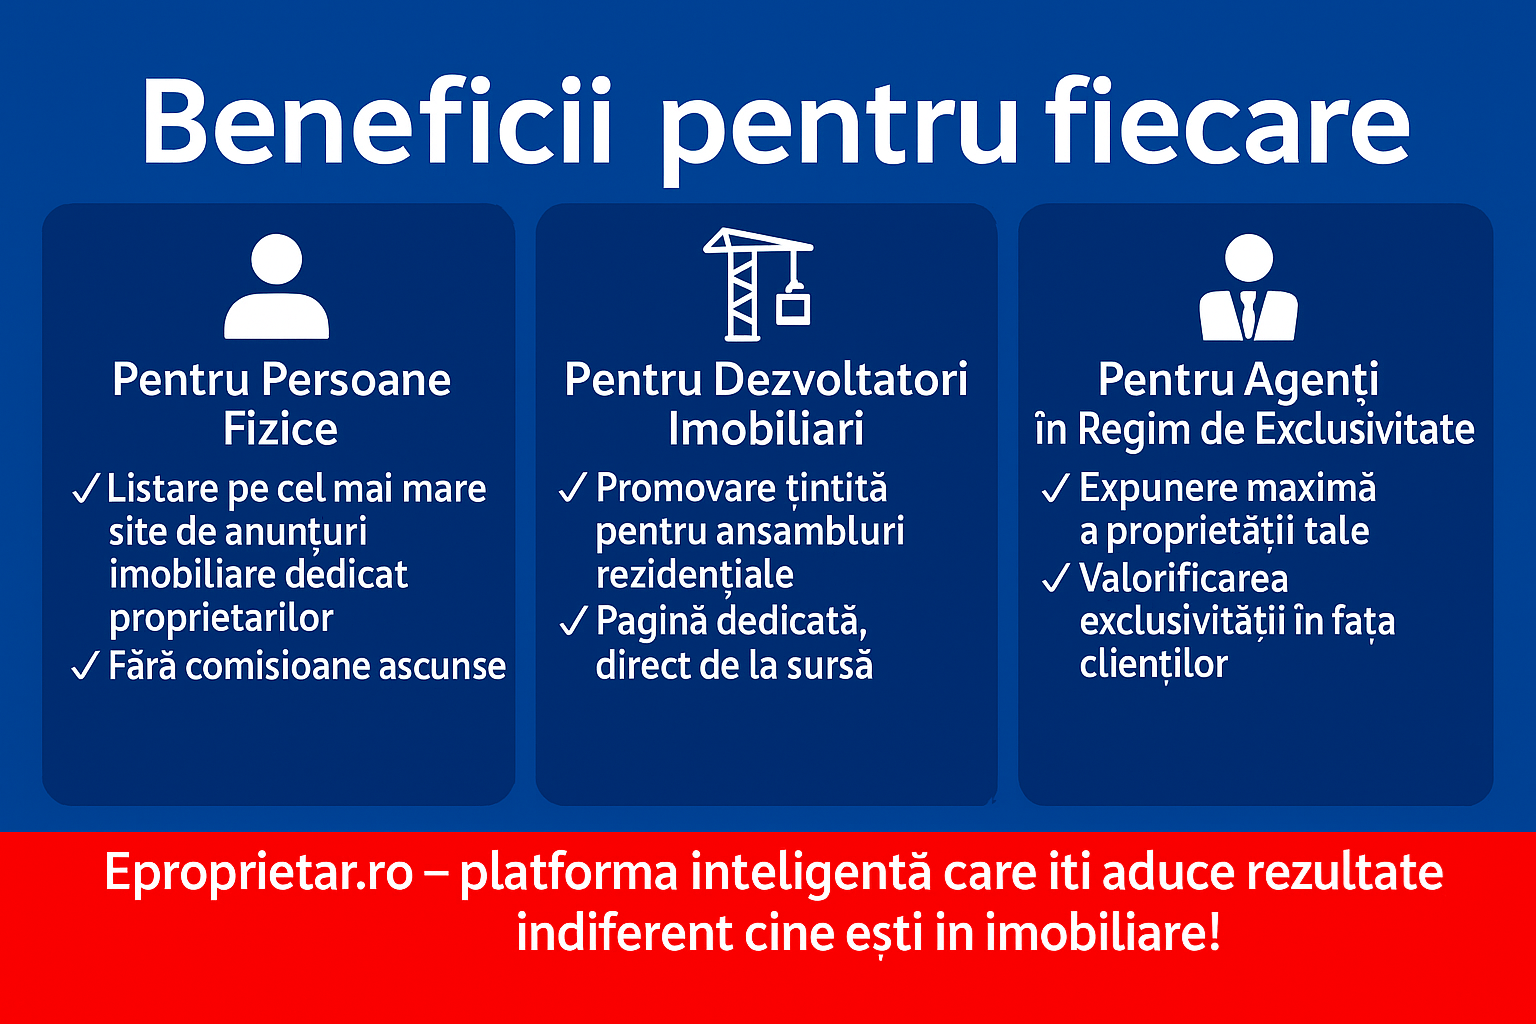 Beneficii pentru fiecare
Pentru Persoane
Fizice
✓ Listare pe cel mai mare
site de anunțuri
imobiliare dedicat
proprietarilor
✓ Fără comisioane ascunse
Pentru Dezvoltatori
Imobiliari
✓ Promovare țintită
pentru ansambluri
rezidențiale
✓ Pagină dedicată,
direct de la sursă
Pentru Agenți
în Regim de Exclusivitate
✓ Expunere maximă
a proprietății tale
✓ Valorificarea
exclusivității în fața
clienților
Eproprietar.ro – platforma inteligentă care iti aduce rezultate
indiferent cine ești in imobiliare!